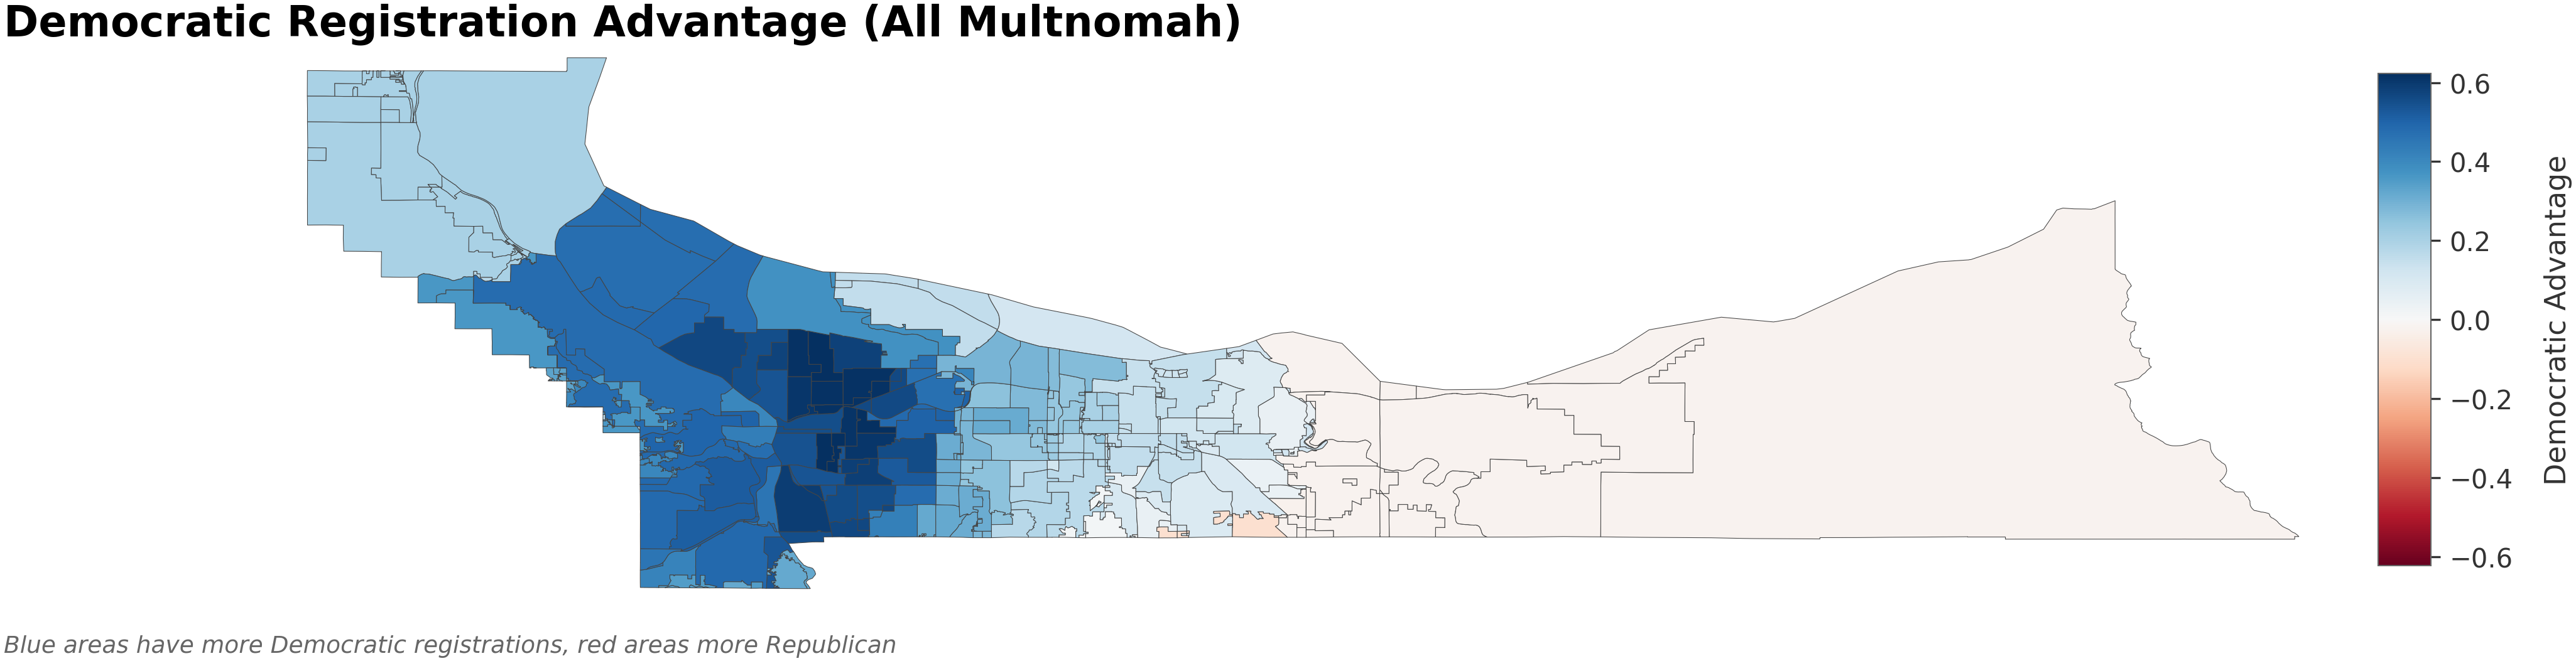 Democratic Registration Advantage (All Multnomah)
0.6
0.4
0.2
0.0
−0.2
−0.4
−0.6
Democratic Advantage
Blue areas have more Democratic registrations, red areas more Republican